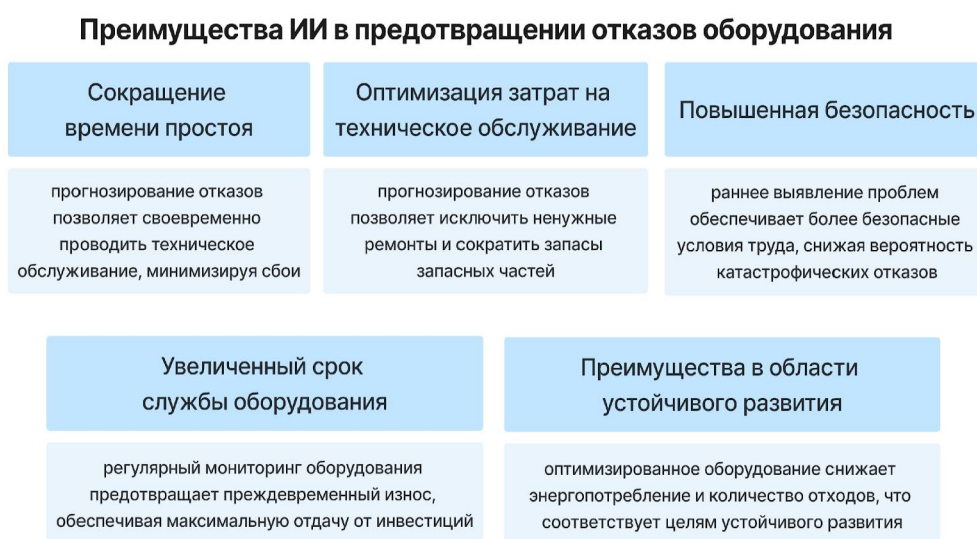 Преимущества ИИ в предотвращении отказов оборудования
Сокращение
времени простоя
прогнозирование отказов
позволяет своевременно
проводить техническое
обслуживание, минимизируя сбои
Оптимизация затрат на
техническое обслуживание
прогнозирование отказов
позволяет исключить ненужные
ремонты и сократить запасы
запасных частей
Повышенная безопасность
раннее выявление проблем
обеспечивает более безопасные
условия труда, снижая вероятность
катастрофических отказов
Увеличенный срок
службы оборудования
регулярный мониторинг оборудования
предотвращает преждевременный износ,
обеспечивая максимальную отдачу от инвестиций
Преимущества в области
устойчивого развития
оптимизированное оборудование снижает
энергопотребление и количество отходов, что
соответствует целям устойчивого развития